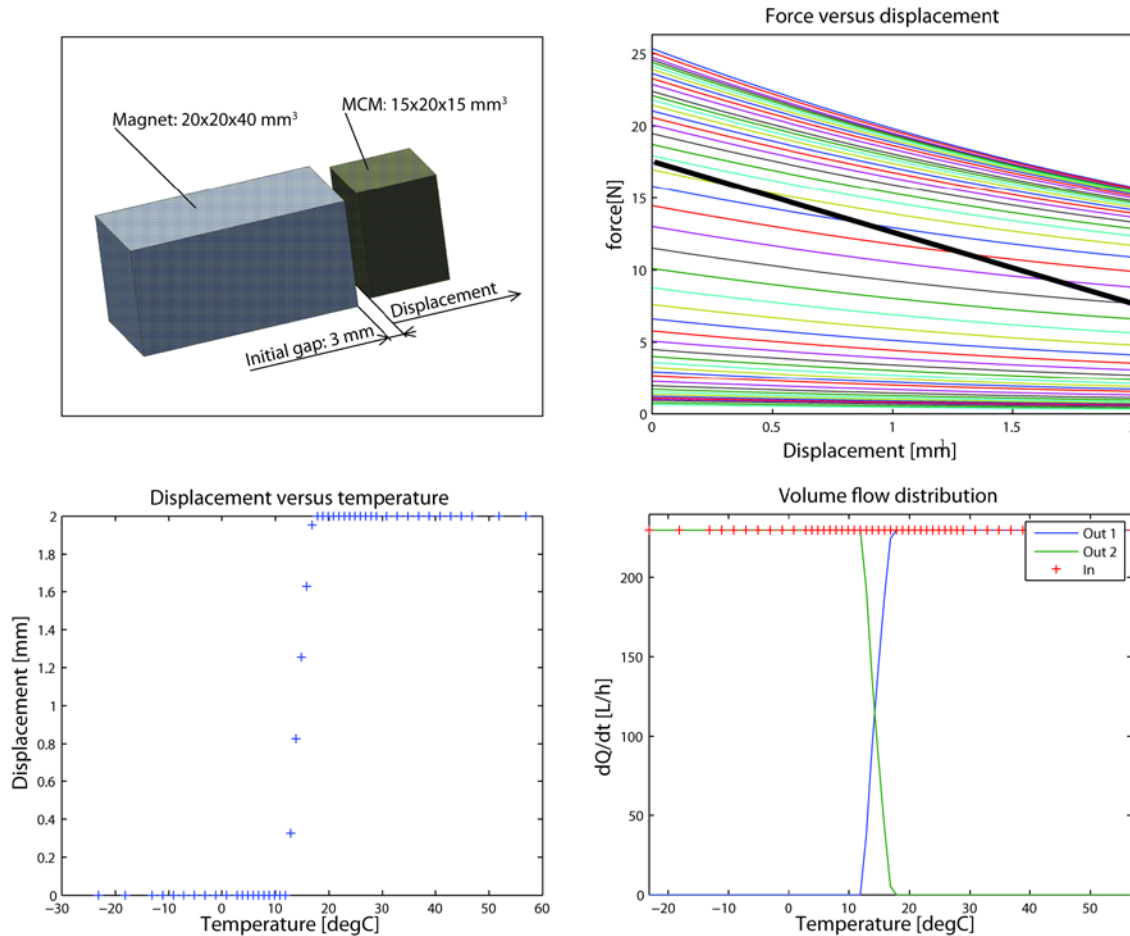 Magnet: 20x20x40 mm³
MCM: 15x20x15 mm³
Displacement
Initial gap: 3 mm
Force versus displacement
force[N]
25
20
15
10
5
0
0 0.5 1 1.5
Displacement [mm]
Displacement versus temperature
Displacement [mm]
2
1.8
1.6
1.4
1.2
1
0.8
0.6
0.4
0.2
0
−30 −20 −10 0 10 20 30 40 50 60
Temperature [degC]
Volume flow distribution
dQ/dt [L/h]
200
150
100
50
0
Out 1
Out 2
In
−20 −10 0 10 20 30 40 50
Temperature [degC]